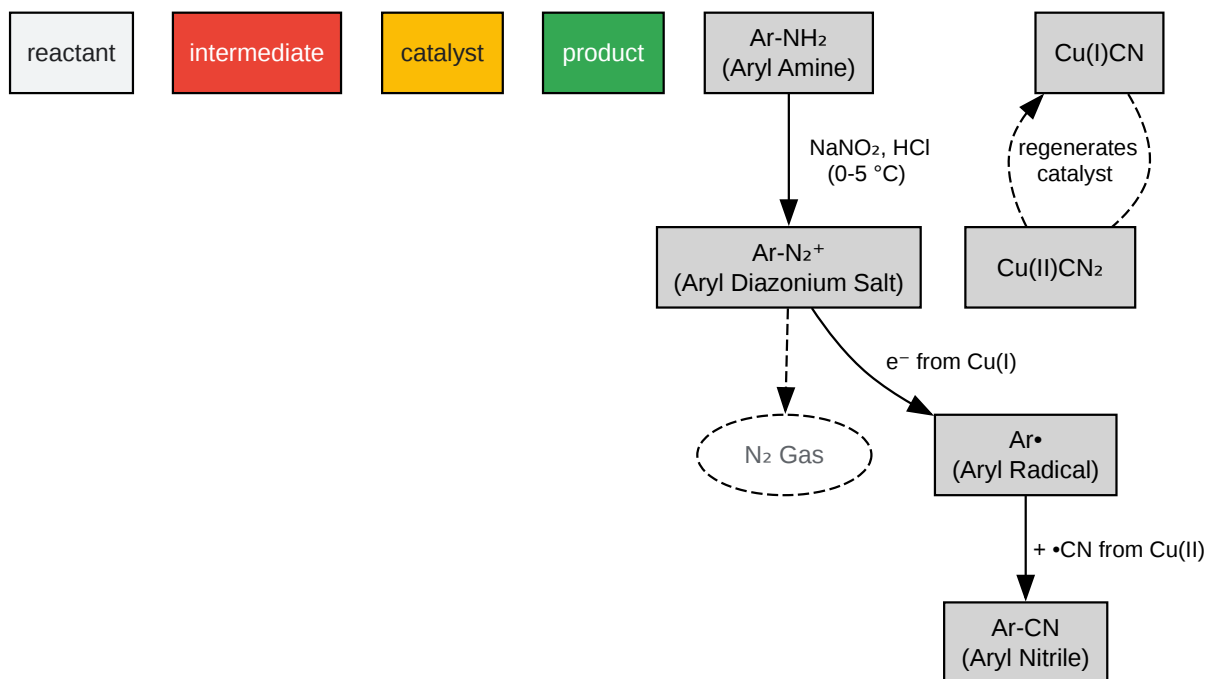 reactant
intermediate
catalyst
product
Ar-NH₂
(Aryl Amine)
Cu(I)CN
NaNO₂, HCl
(0-5 °C)
regenerates
catalyst
Ar-N₂⁺
(Aryl Diazonium Salt)
Cu(II)CN₂
e⁻ from Cu(I)
N₂ Gas
Ar•
(Aryl Radical)
+ •CN from Cu(II)
Ar-CN
(Aryl Nitrile)